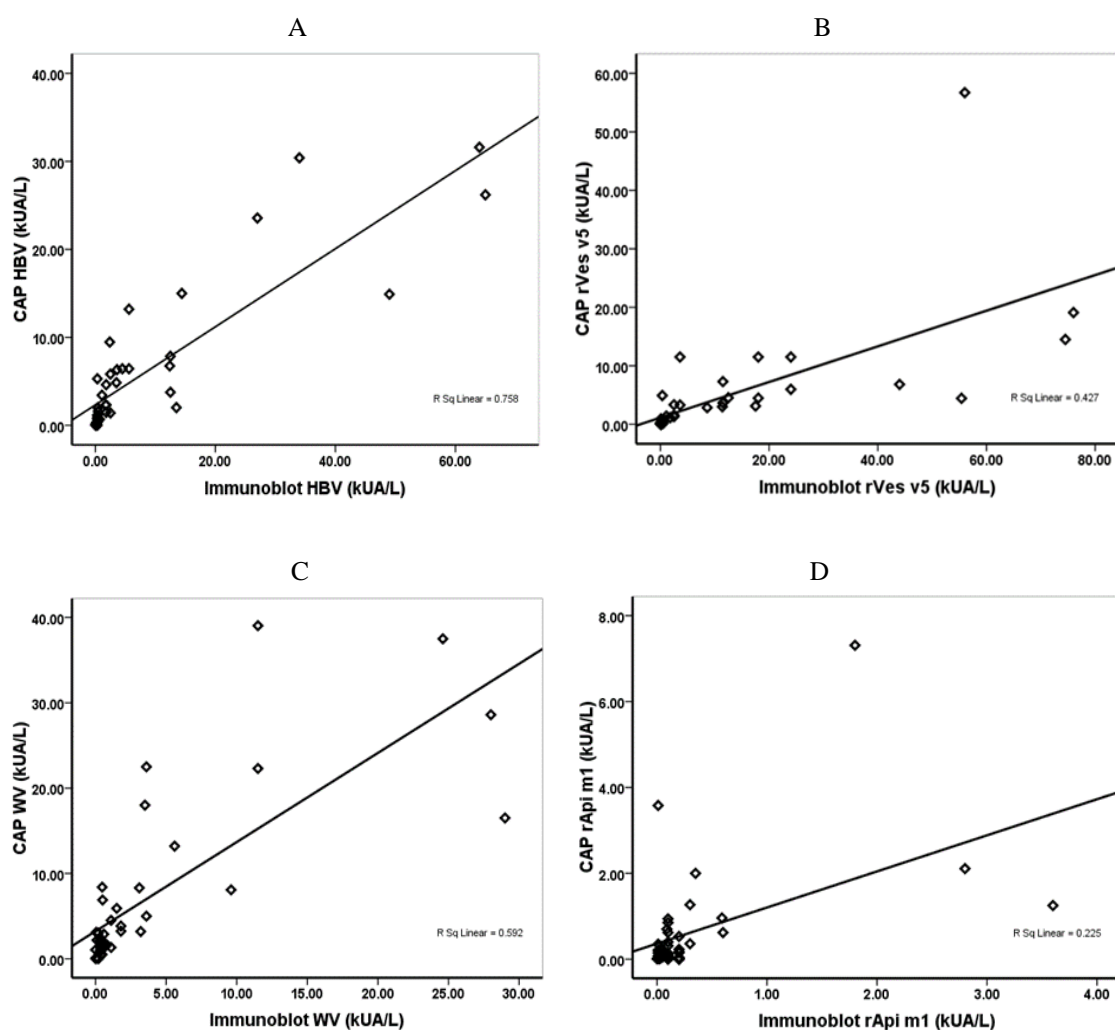 A
40.00
30.00
20.00
10.00
0.00
CAP HBV (kUA/L)
R Sq Linear = 0.758
0.00 20.00 40.00 60.00
Immunoblot HBV (kUA/L)
B
60.00
50.00
40.00
30.00
20.00
10.00
0.00
CAP rVes v5 (kUA/L)
R Sq Linear = 0.427
0.00 20.00 40.00 60.00 80.00
Immunoblot rVes v5 (kUA/L)
C
40.00
30.00
20.00
10.00
0.00
CAP WV (kUA/L)
R Sq Linear = 0.592
0.00 5.00 10.00 15.00 20.00 25.00 30.00
Immunoblot WV (kUA/L)
D
8.00
6.00
4.00
2.00
0.00
CAP rApi m1 (kUA/L)
R Sq Linear = 0.225
0.00 1.00 2.00 3.00 4.00
Immunoblot rApi m1 (kUA/L)